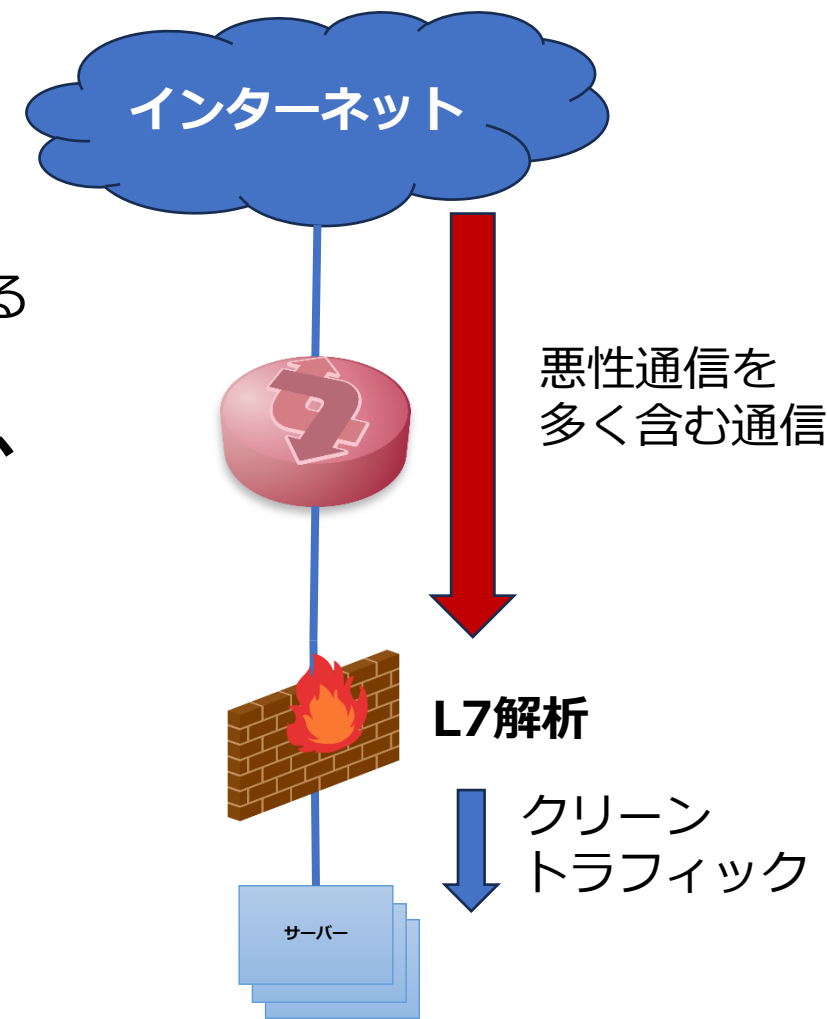 インターネット
る
悪性通信を
多く含む通信
L7解析
クリーン
トラフィック
サーバー